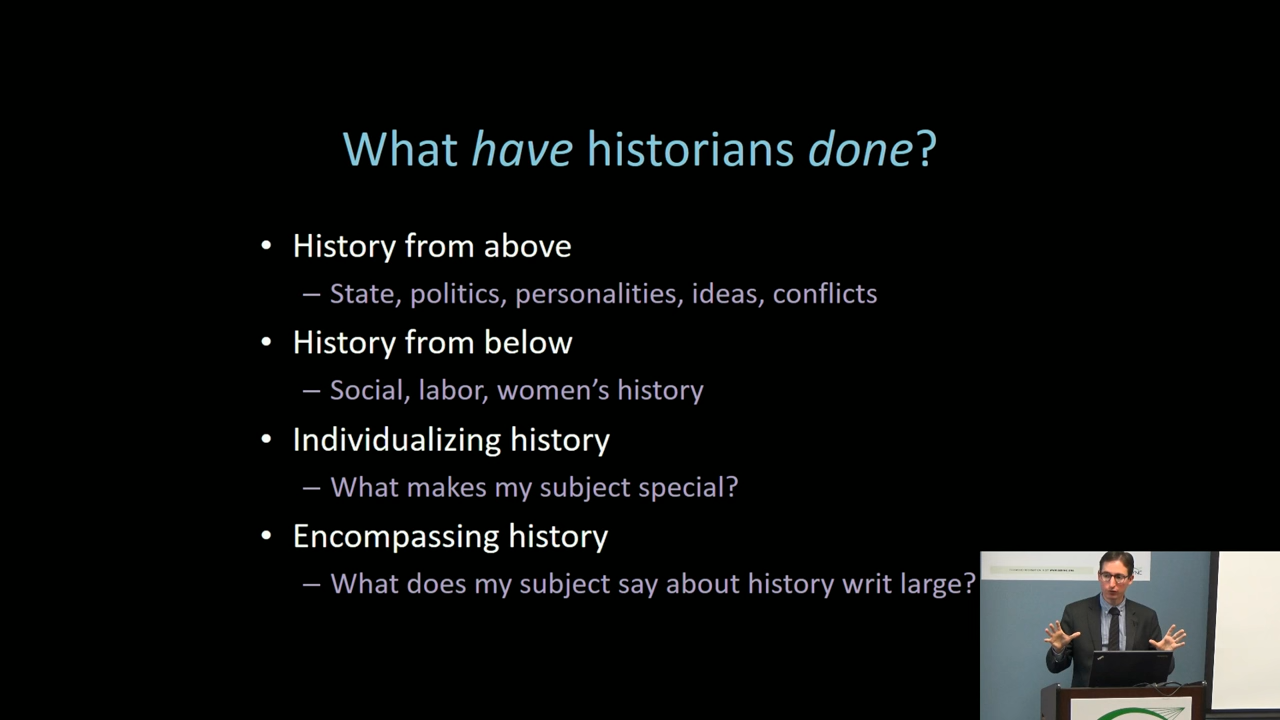 What have historians done?
• History from above
– State, politics, personalities, ideas, conflicts
• History from below
– Social, labor, women’s history
• Individualizing history
– What makes my subject special?
• Encompassing history
– What does my subject say about history writ large?